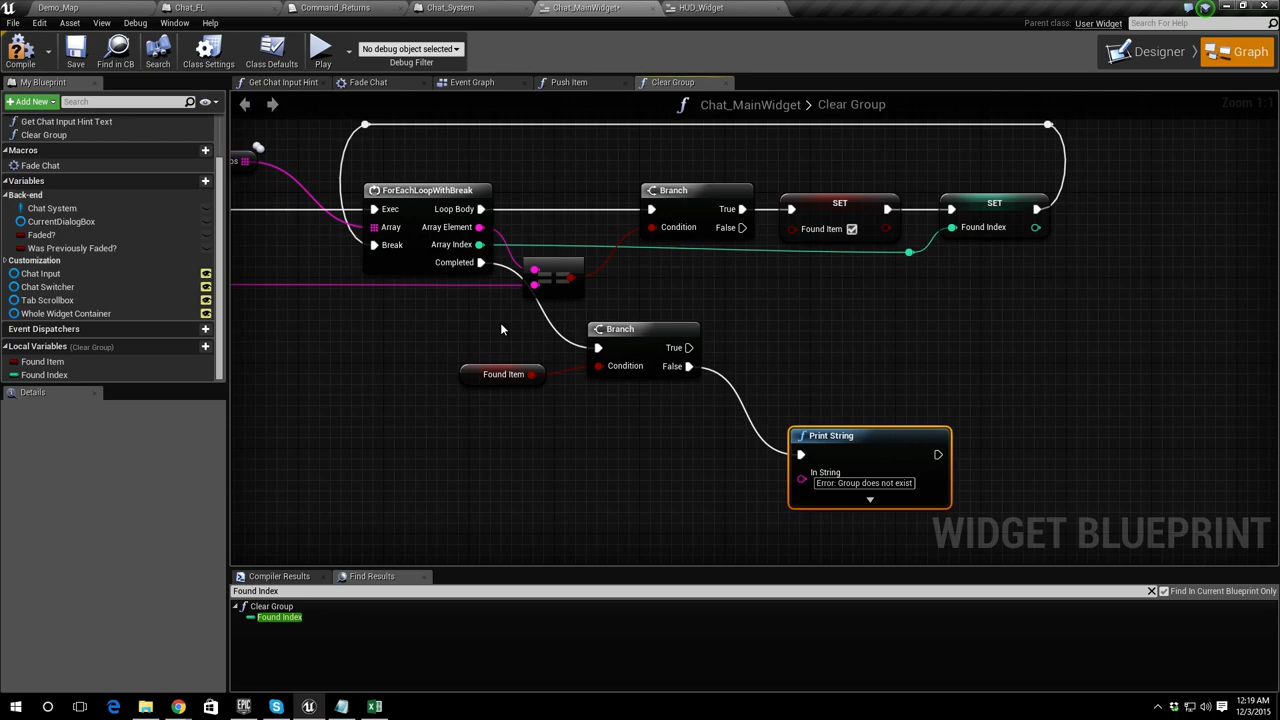 Demo_Map
Chat_FL
Command_Returns
Chat_System
Chat_MainWidget*
HUD_Widget
File Edit Asset View Debug Window Help
Parent class: User Widget
Search For Help
Compile
Save
Find in CB
Search
Class Settings
Class Defaults
Play
No debug object selected
Debug Filter
Designer
Graph
My Blueprint
Get Chat Input Hint
Fade Chat
Event Graph
Push Item
Clear Group
Add New
Search
Chat_MainWidget > Clear Group
Zoom 1:1
Get Chat Input Hint Text
Clear Group
Macros
Fade Chat
Variables
Back-end
Chat System
CurrentDialogBox
Faded?
Was Previously Faded?
Customization
Chat Input
Chat Switcher
Tab Scrollbox
Whole Widget Container
Event Dispatchers
Local Variables (Clear Group)
Found Item
Found Index
Details
ForEachLoopWithBreak
Exec Loop Body
Array Array Element
Break Array Index
Completed
==
Branch
True
Condition False
SET
Found Item
SET
Found Index
Found Item
Branch
True
Condition False
Print String
In String
Error: Group does not exist
WIDGET BLUEPRINT
Compiler Results
Find Results
Found Index
Find In Current Blueprint Only
Clear Group
Found Index
EPIC
12:19 AM
12/3/2015